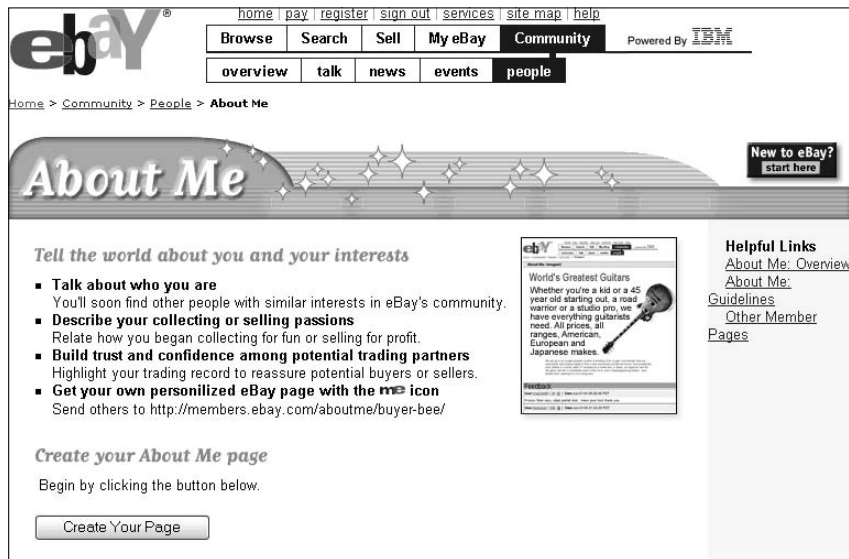 ebaY®
home | pay | register | sign out | services | site map | help
Browse Search Sell My eBay Community
Powered By IBM
overview talk news events people
Home > Community > People > About Me
About Me
New to eBay?
start here
Tell the world about you and your interests
▪ Talk about who you are
You'll soon find other people with similar interests in eBay's community.
▪ Describe your collecting or selling passions
Relate how you began collecting for fun or selling for profit.
▪ Build trust and confidence among potential trading partners
Highlight your trading record to reassure potential buyers or sellers.
▪ Get your own personilized eBay page with the me icon
Send others to http://members.ebay.com/aboutme/buyer-bee/
ebY
World's Greatest Guitars
Whether you're a kid or a 45
year old starting out, a road
warrior or a studio pro, we
have everything guitarists
need. All prices, all
ranges, American,
European and
Japanese makes.
Feedback
Helpful Links
About Me: Overview
About Me:
Guidelines
Other Member
Pages
Create your About Me page
Begin by clicking the button below.
Create Your Page